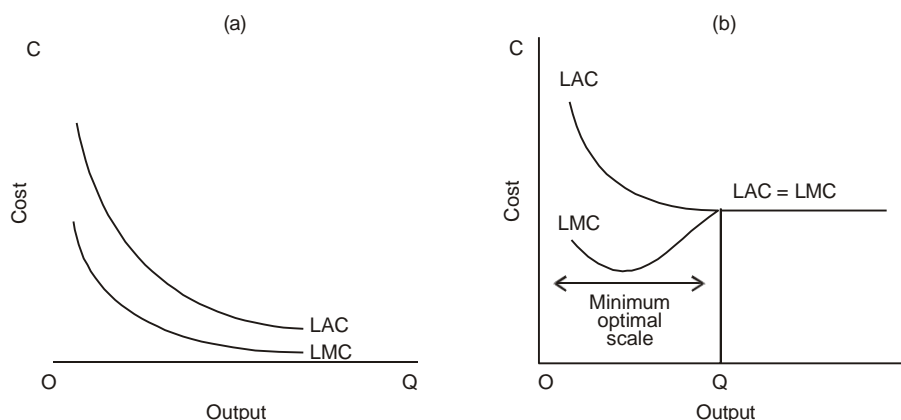 (a)
C
Cost
LAC
LMC
O
Q
Output
(b)
C
LAC
LAC = LMC
Cost
LMC
Minimum
optimal
scale
O
Q
Output